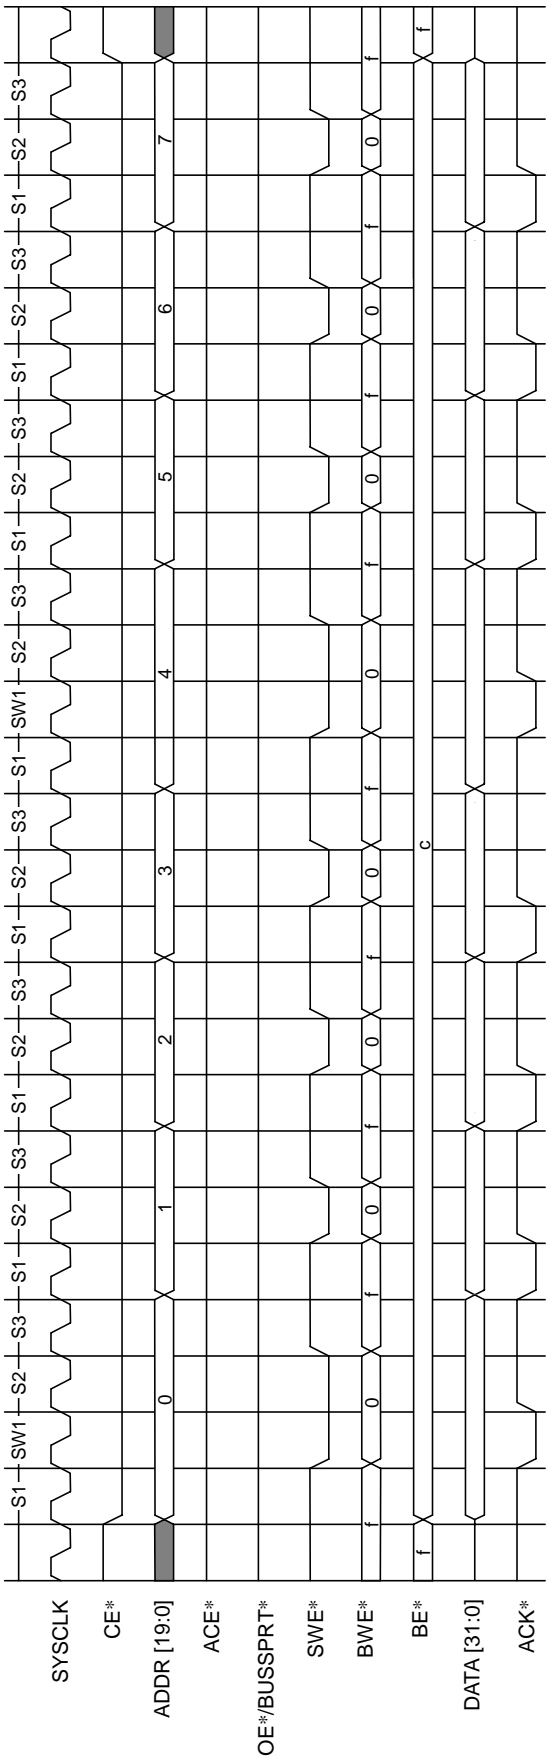 S1 SW1 S2 S3 S1 S2 S3 S1 S2 S3 S1 S2 S3 S1 SW1 S2 S3 S1 S2 S3 S1 S2 S3 S1 S2 S3
SYSCLK
CE*
ADDR [19:0] 0 1 2 3 4 5 6 7
ACE*
OE*/BUSSPRT*
SWE*
BWE* f 0 f 0 f 0 f 0 f 0 f 0 f 0 f 0 f
BE* f c f
DATA [31:0]
ACK*